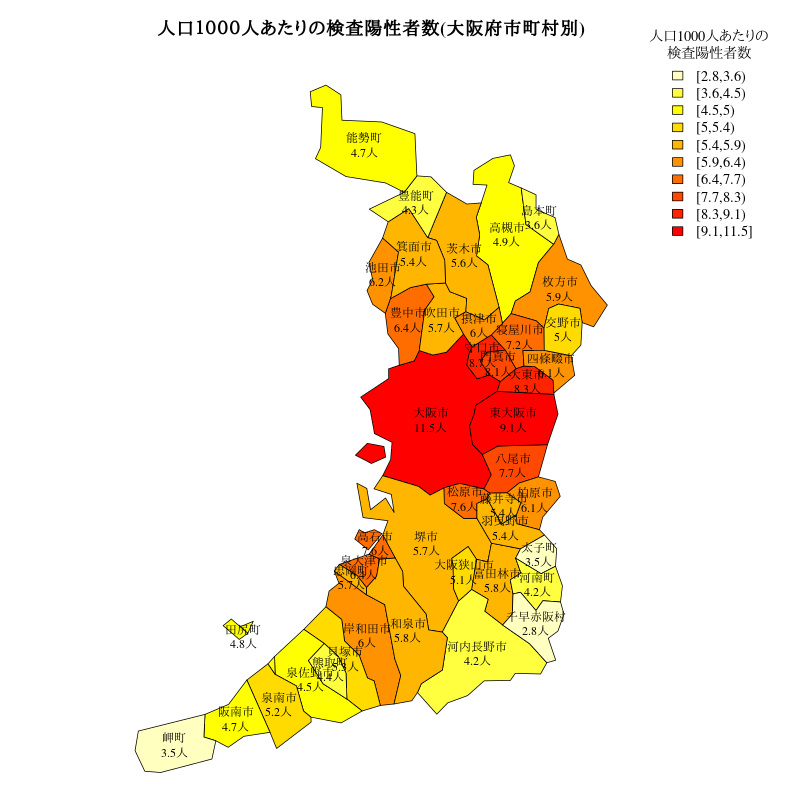 人口1000人あたりの検査陽性者数(大阪府市町村別)
人口1000人あたりの
検査陽性者数
[2.8,3.6)
[3.6,4.5)
[4.5,5)
[5,5.4)
[5.4,5.9)
[5.9,6.4)
[6.4,7.7)
[7.7,8.3)
[8.3,9.1)
[9.1,11.5]
能勢町
4.7人
豊能町
4.3人
島本町
3.6人
高槻市
4.9人
箕面市
5.4人
茨木市
5.6人
池田市
6.2人
枚方市
5.9人
豊中市
6.4人
吹田市
5.7人
摂津市
6人
交野市
5人
寝屋川市
7.2人
門真市
8.1人
四條畷市
6.1人
大東市
8.3人
大阪市
11.5人
東大阪市
9.1人
八尾市
7.7人
松原市
7.6人
柏原市
6.1人
藤井寺市
5.4人
羽曳野市
5.4人
高石市
7.6人
堺市
5.7人
太子町
3.5人
泉大津市
忠岡町
5.7人
大阪狭山市
5.1人
富田林市
5.8人
河南町
4.2人
千早赤阪村
2.8人
田尻町
4.8人
岸和田市
6人
和泉市
5.8人
河内長野市
4.2人
貝塚市
5.3人
熊取町
4.4人
泉佐野市
4.5人
泉南市
5.2人
阪南市
4.7人
岬町
3.5人